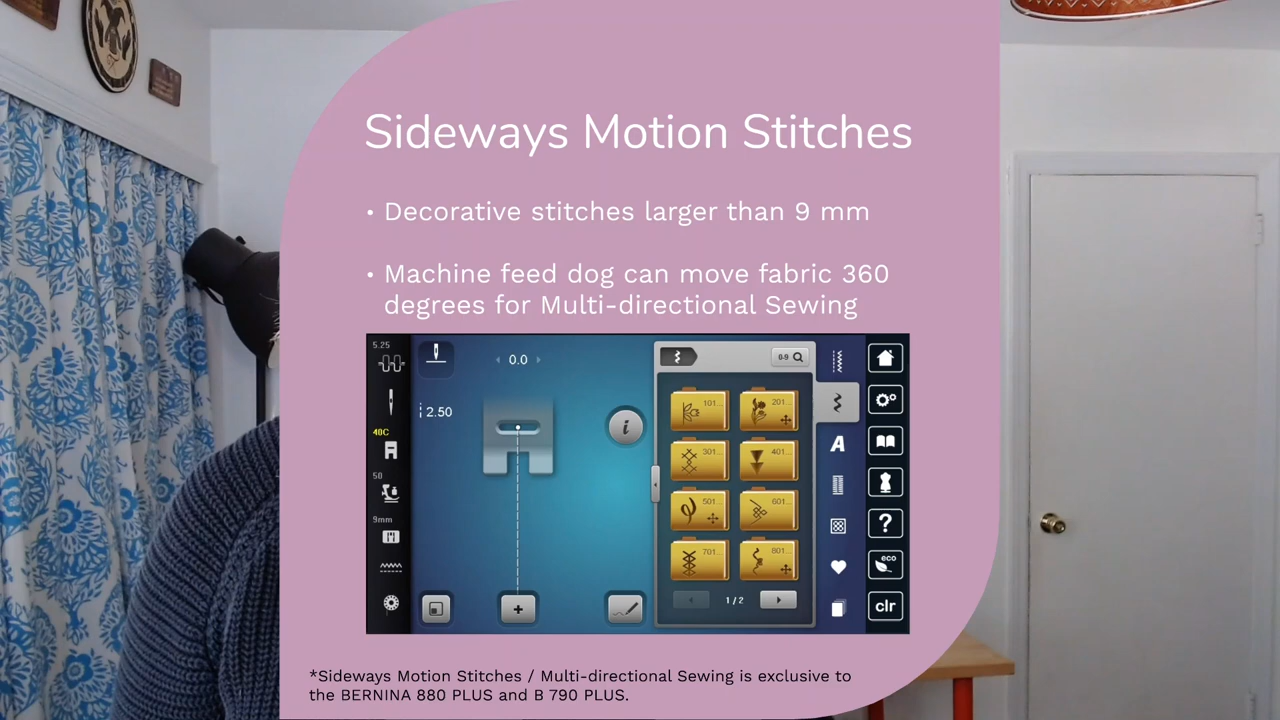 Sideways Motion Stitches
• Decorative stitches larger than 9 mm
• Machine feed dog can move fabric 360
degrees for Multi-directional Sewing
5.25
0.0
2.50
40C
50
9mm
i
0-9
101...
201...
301...
401...
501...
601...
701...
801...
1/2
A
?
eco
clr
*Sideways Motion Stitches / Multi-directional Sewing is exclusive to
the BERNINA 880 PLUS and B 790 PLUS.